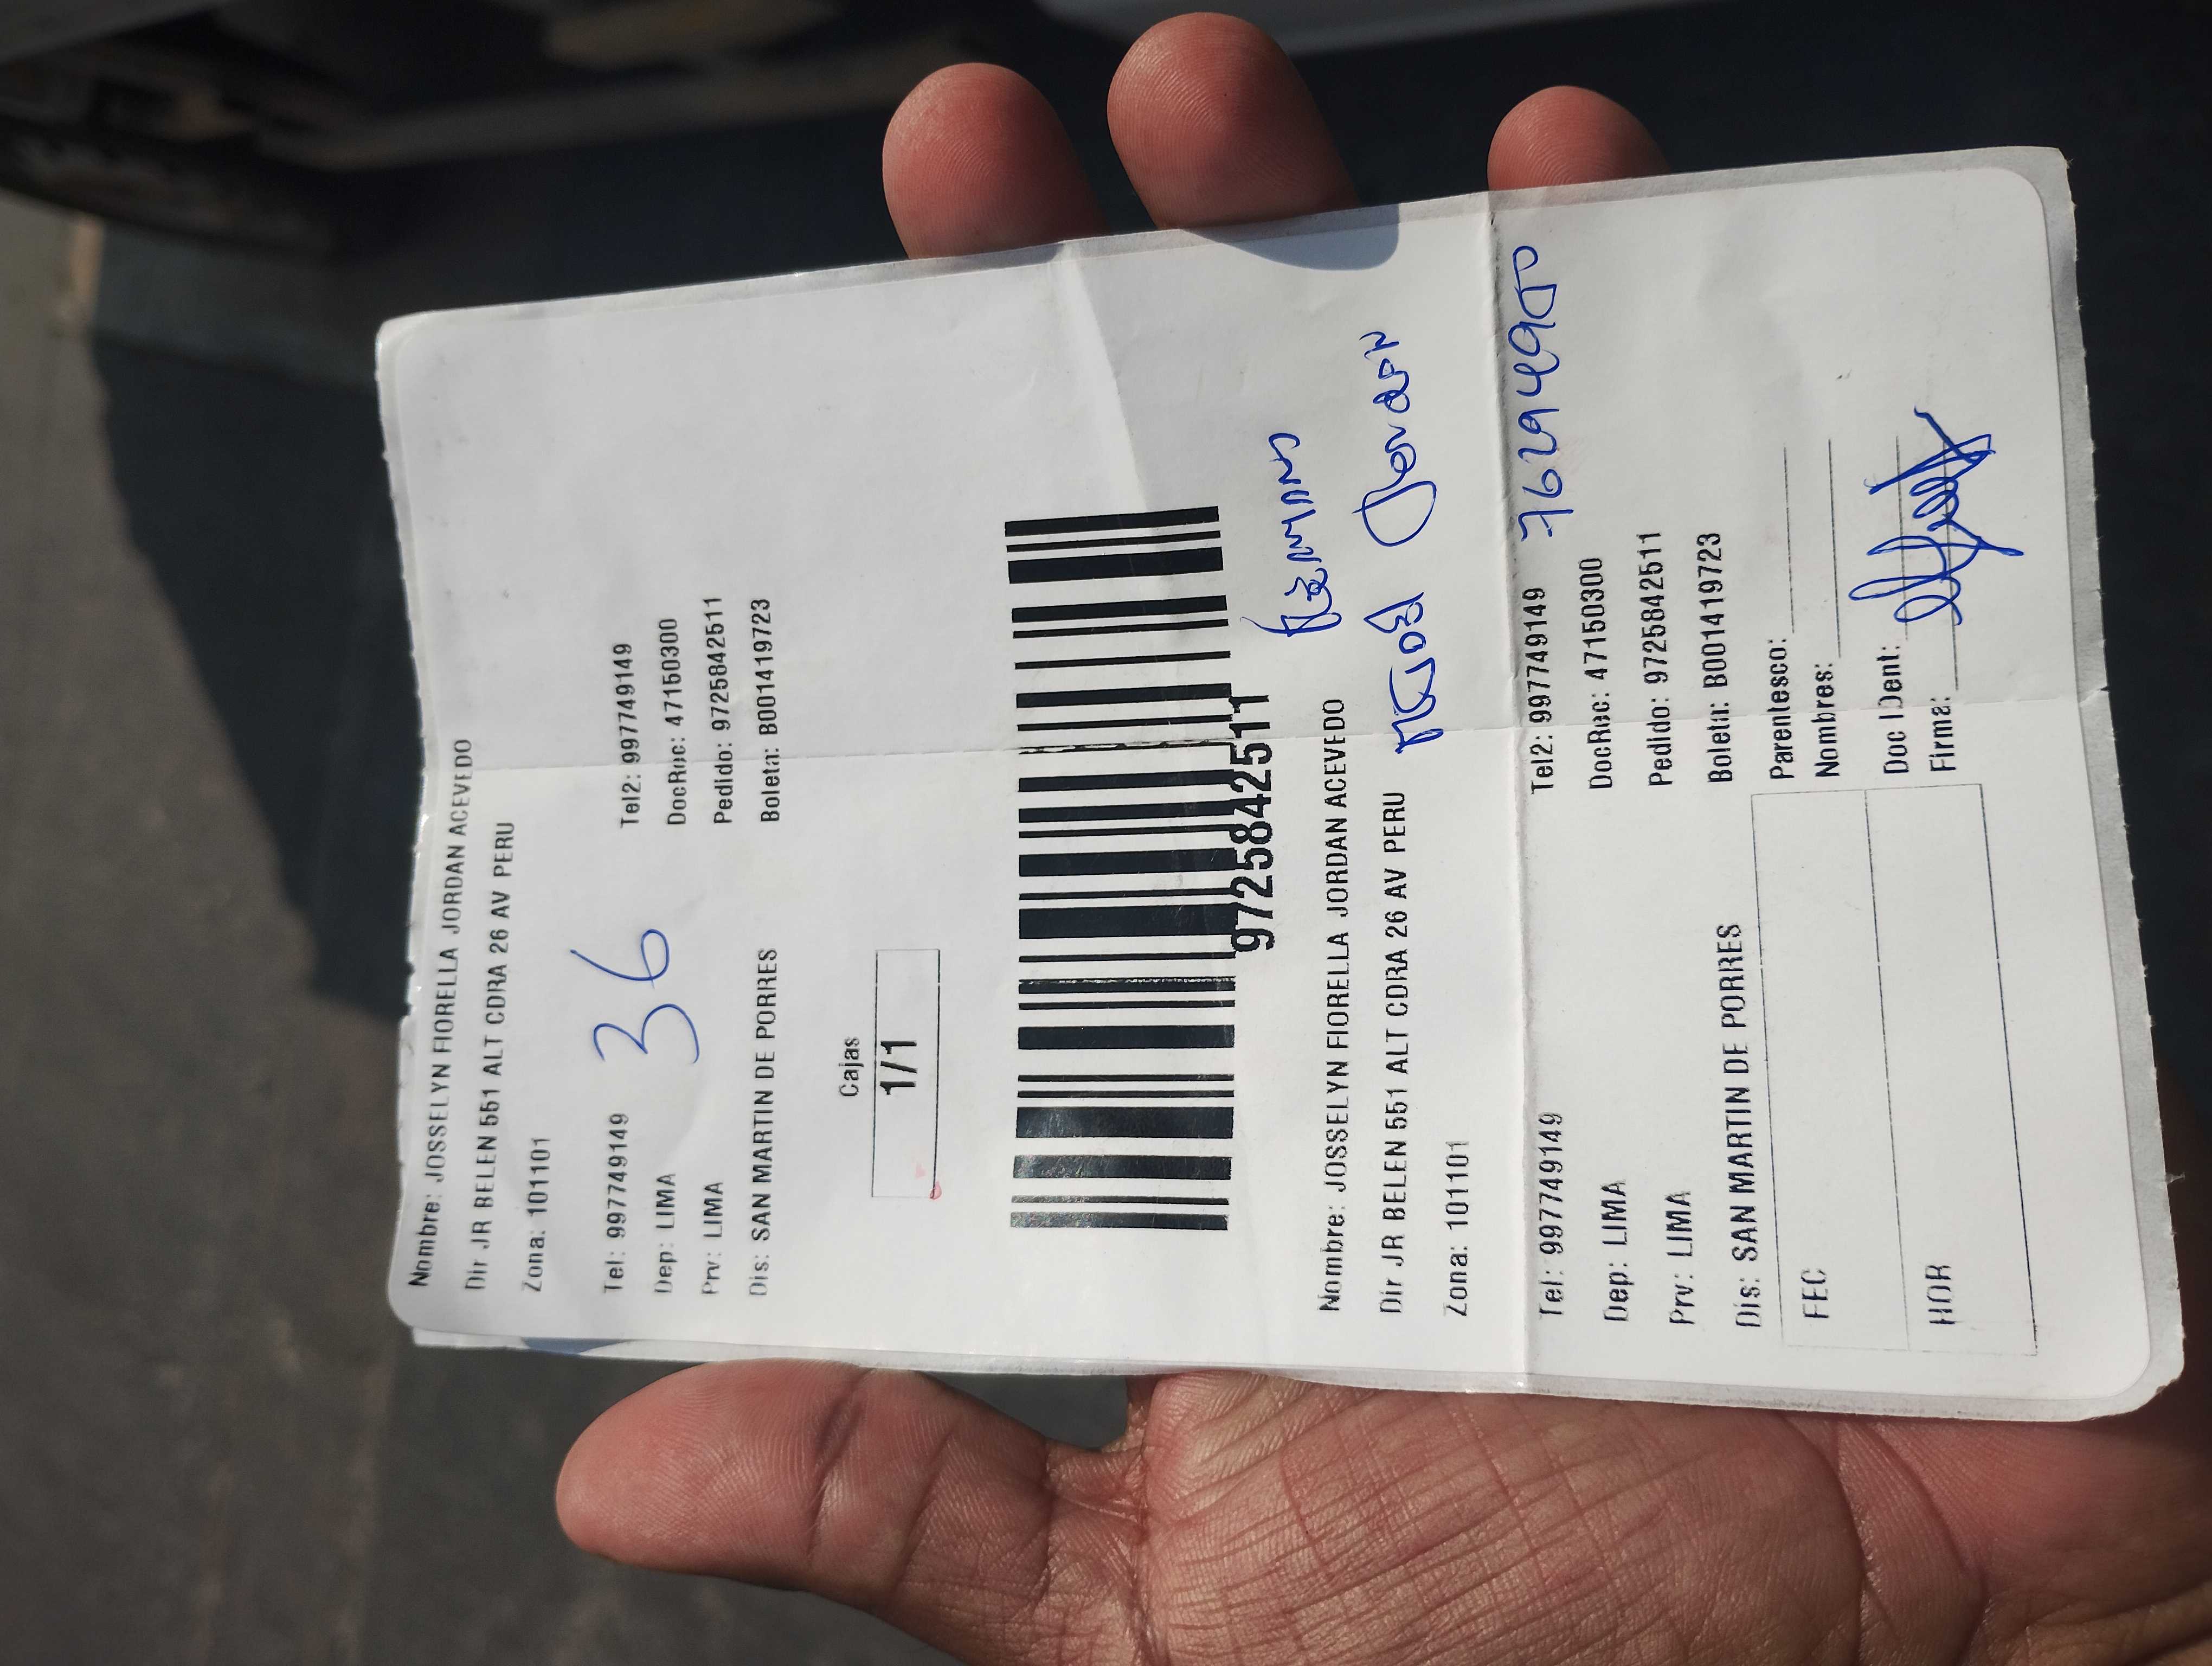 Nombre: JOSSELYN FIORELLA JORDAN ACEVEDO
Dir JR BELEN 551 ALT CDRA 26 AV PERU
Zona: 101101
36
Tel: 997749149 Tel2: 997749149
Dep: LIMA DocRec: 47150300
Prv: LIMA Pedido: 9725842511
Dis: SAN MARTIN DE PORRES Boleta: B001419723
Cajas
1/1
9725842511
Hermano
Nombre: JOSSELYN FIORELLA JORDAN ACEVEDO
Jordan
Dir JR BELEN 551 ALT CDRA 26 AV PERU
Zona: 101101
Tel: 997749149 Tel2: 997749149
Dep: LIMA DocRec: 47150300
Prv: LIMA Pedido: 9725842511
Dis: SAN MARTIN DE PORRES Boleta: B001419723
FEC Parentesco:
Nombres:
HOR Doc IDent:
Firma: